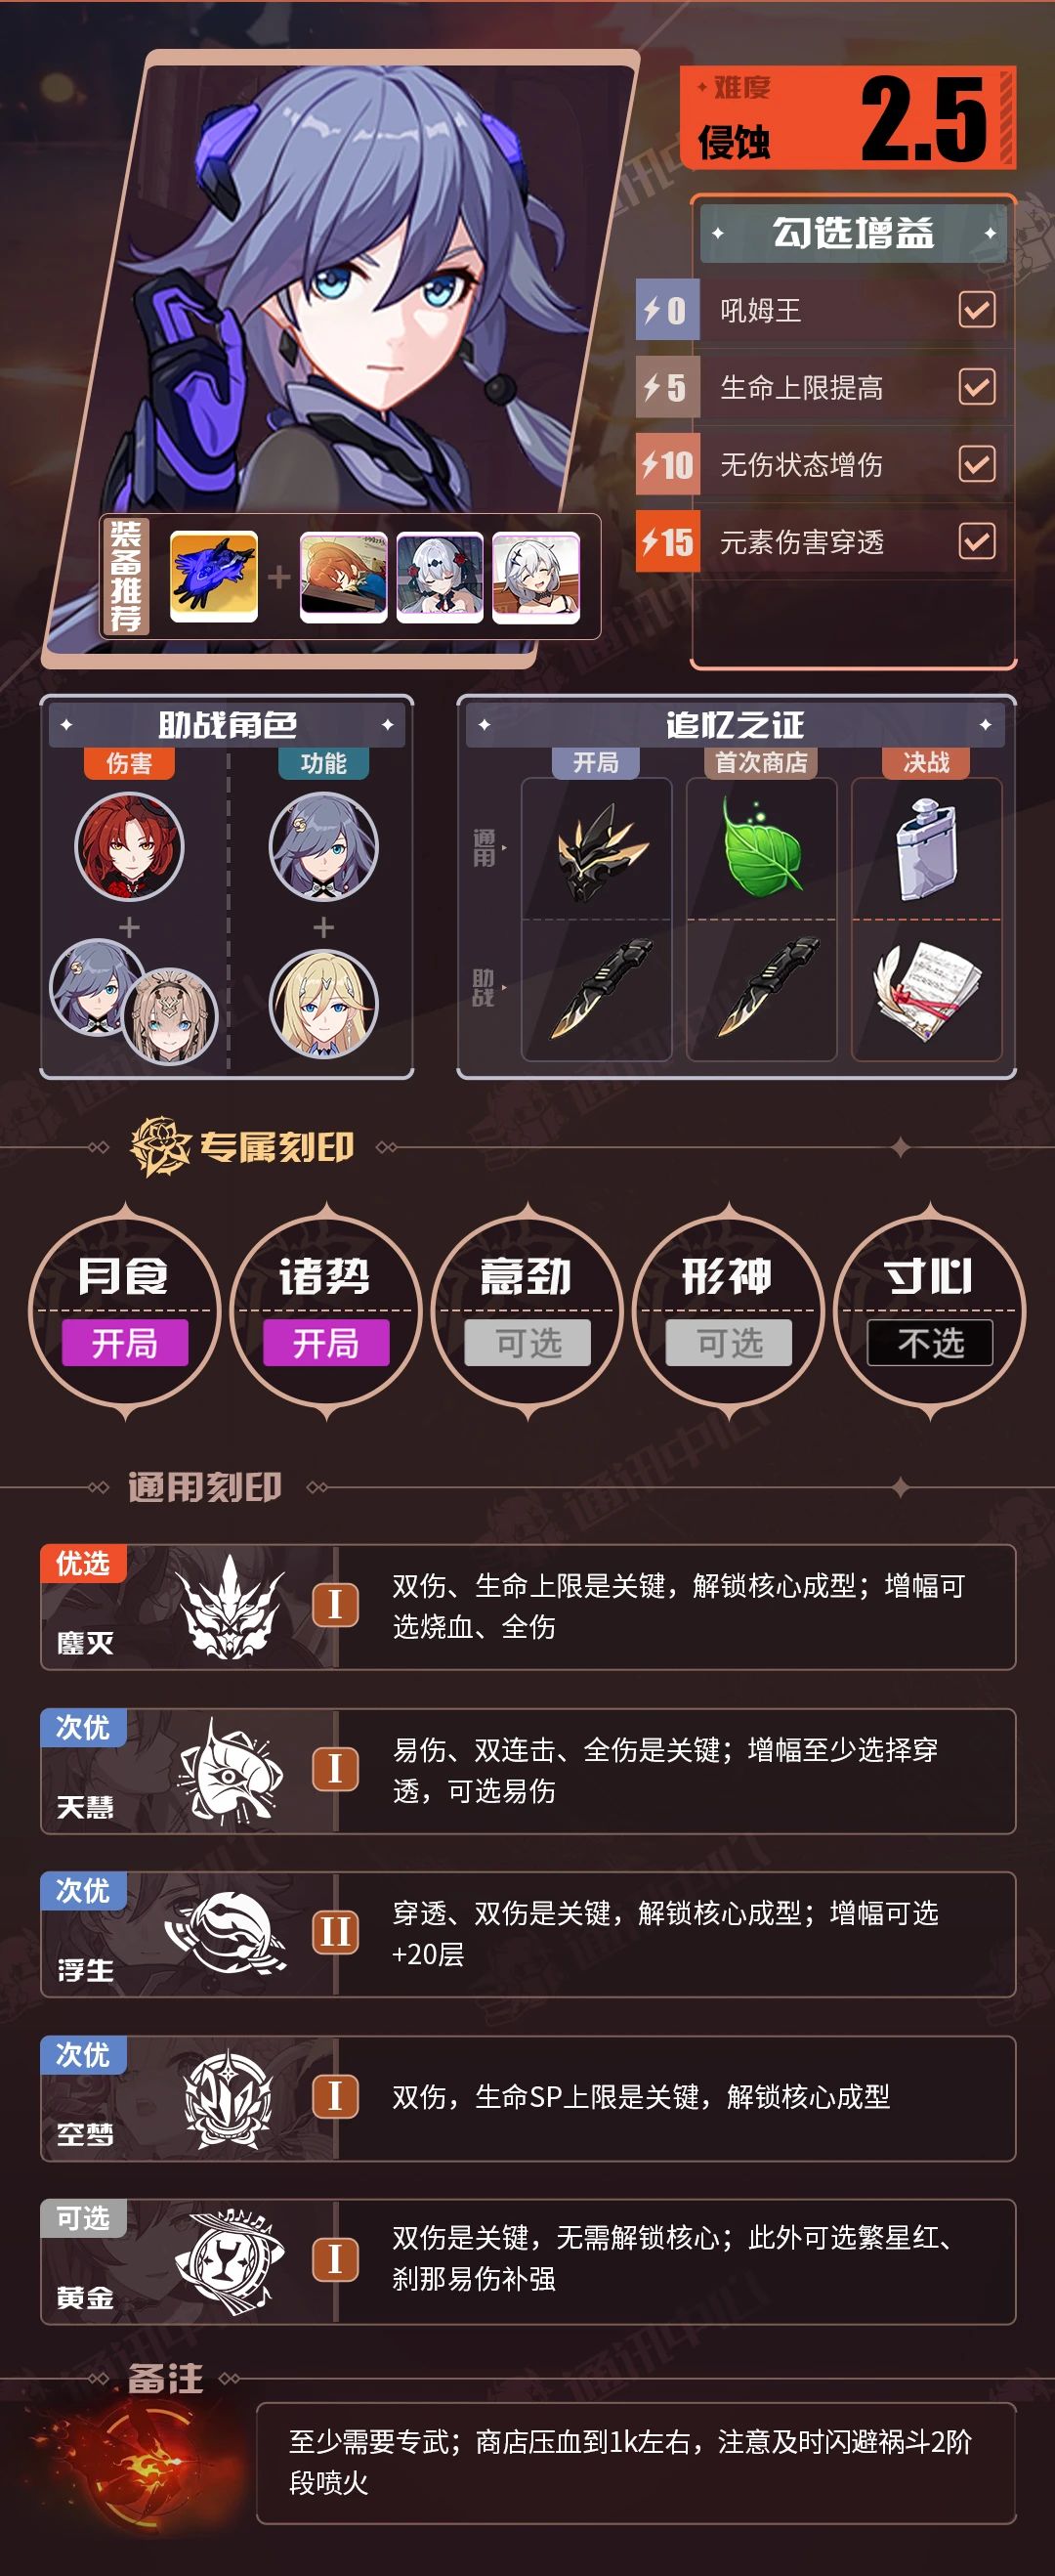 难度
侵蚀
2.5
勾选增益
0 吼姆王
5 生命上限提高
10 无伤状态增伤
15 元素伤害穿透
装备推荐
助战角色
伤害 功能
追忆之证
开局 首次商店 决战
通用
助战
专属刻印
月食 诸势 意劲 形神 寸心
开局 开局 可选 可选 不选
通用刻印
优选
鏖灭
I
双伤、生命上限是关键，解锁核心成型；增幅可
选烧血、全伤
次优
天慧
I
易伤、双连击、全伤是关键；增幅至少选择穿
透，可选易伤
次优
浮生
II
穿透、双伤是关键，解锁核心成型；增幅可选
+20层
次优
空梦
I
双伤，生命SP上限是关键，解锁核心成型
可选
黄金
I
双伤是关键，无需解锁核心；此外可选繁星红、
刹那易伤补强
备注
至少需要专武；商店压血到1k左右，注意及时闪避祸斗2阶
段喷火